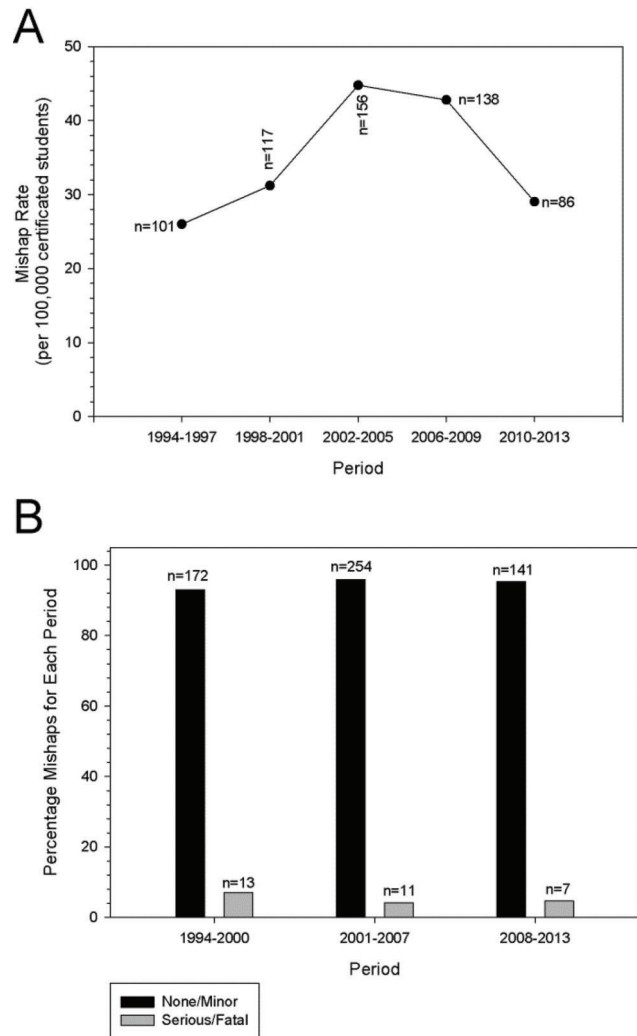 A
Mishap Rate
(per 100,000 certificated students)
50
40
30
20
10
0
n=101
n=117
n=156
n=138
n=86
1994-1997 1998-2001 2002-2005 2006-2009 2010-2013
Period
B
Percentage Mishaps for Each Period
100
80
60
40
20
0
n=172
n=13
n=254
n=11
n=141
n=7
1994-2000 2001-2007 2008-2013
Period
None/Minor
Serious/Fatal